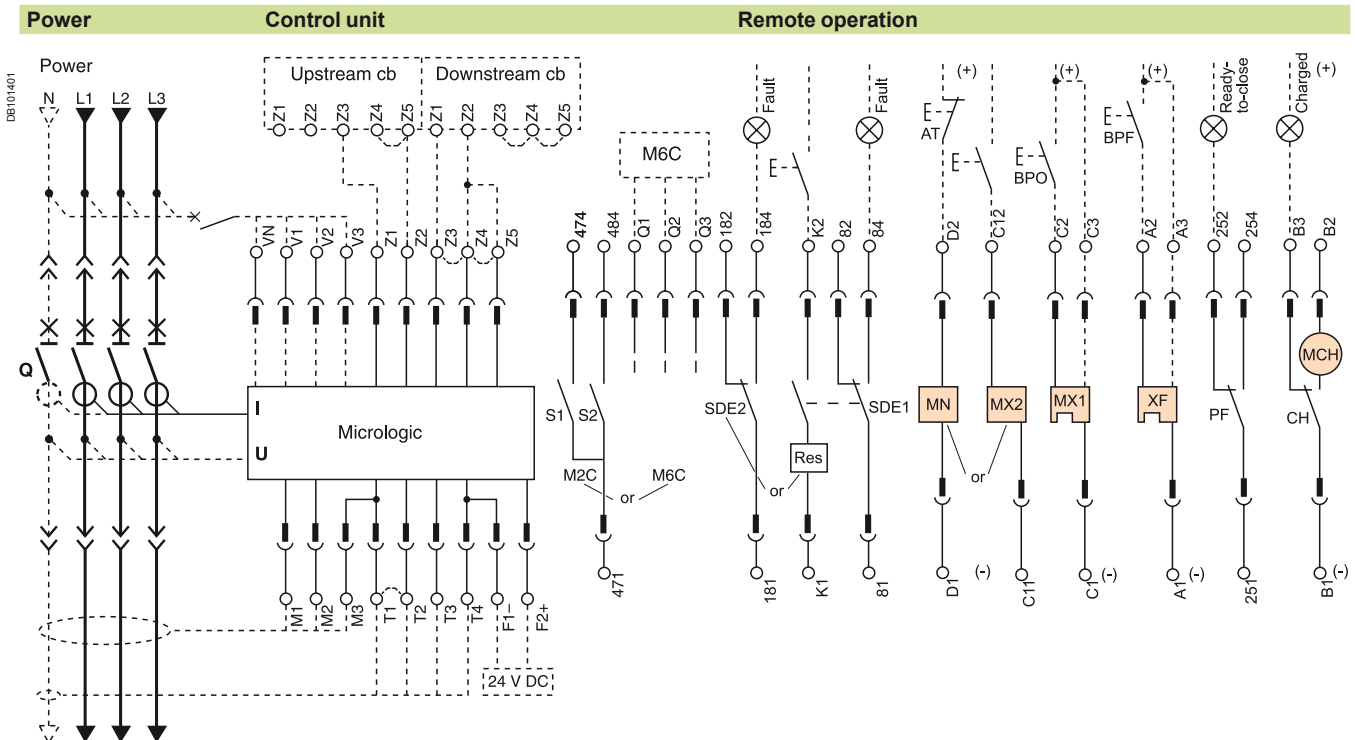 Power Control unit Remote operation
DB101401
Power
N L1 L2 L3
Upstream cb Downstream cb
Z1 Z2 Z3 Z4 Z5 Z1 Z2 Z3 Z4 Z5
M6C
Fault
Fault
(+)
AT
(+)
BPO
(+)
BPF
Ready-
to-close
Charged
(+)
VN V1 V2 V3 Z1 Z2 Z3 Z4 Z5
474 484 Q1 Q2 Q3 182 184 K2 82 84 D2 C12 C2 C3 A2 A3 252 254 B3 B2
Q
I
U
Micrologic
S1 S2
SDE2
SDE1
Res
MN
MX2
MX1
XF
PF
CH
MCH
M2C or M6C
or
or
M1 M2 M3 T1 T2 T3 T4 F1– F2+
24 V DC
471 181 K1 81 D1 (-) C11 C1 (-) A1 (-) 251 B1 (-)